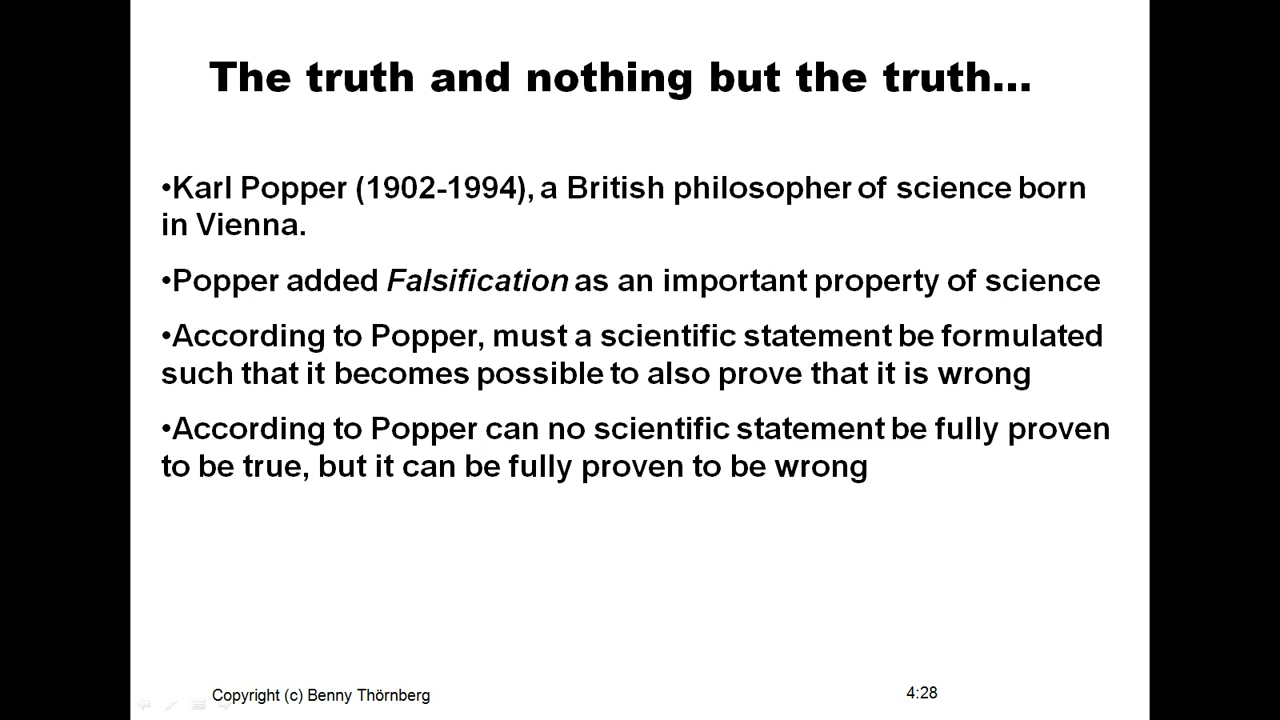 The truth and nothing but the truth...
•Karl Popper (1902-1994), a British philosopher of science born
in Vienna.
•Popper added Falsification as an important property of science
•According to Popper, must a scientific statement be formulated
such that it becomes possible to also prove that it is wrong
•According to Popper can no scientific statement be fully proven
to be true, but it can be fully proven to be wrong
Copyright (c) Benny Thörnberg
4:28